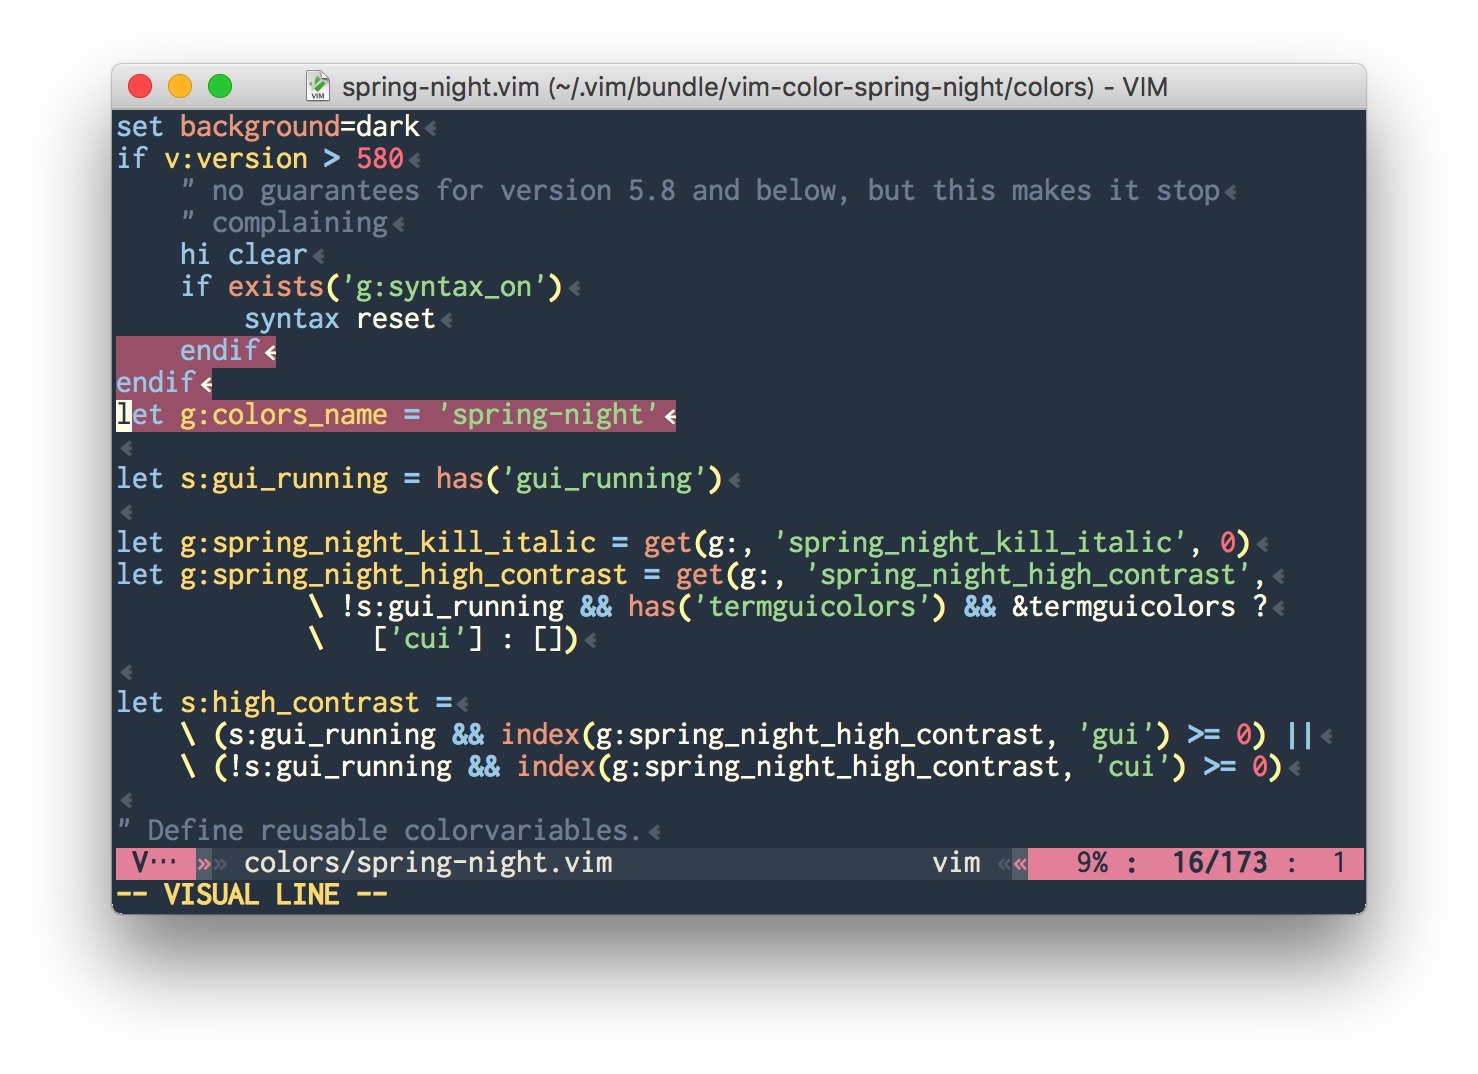 spring-night.vim (~/.vim/bundle/vim-color-spring-night/colors) - VIM
set background=dark
if v:version > 580
    " no guarantees for version 5.8 and below, but this makes it stop
    " complaining
    hi clear
    if exists('g:syntax_on')
        syntax reset
    endif
endif
let g:colors_name = 'spring-night'

let s:gui_running = has('gui_running')

let g:spring_night_kill_italic = get(g:, 'spring_night_kill_italic', 0)
let g:spring_night_high_contrast = get(g:, 'spring_night_high_contrast',
            \ !s:gui_running && has('termguicolors') && &termguicolors ?
            \   ['cui'] : [])

let s:high_contrast =
    \ (s:gui_running && index(g:spring_night_high_contrast, 'gui') >= 0) ||
    \ (!s:gui_running && index(g:spring_night_high_contrast, 'cui') >= 0)

" Define reusable colorvariables.
V··· »» colors/spring-night.vim vim «« 9% : 16/173 : 1
-- VISUAL LINE --